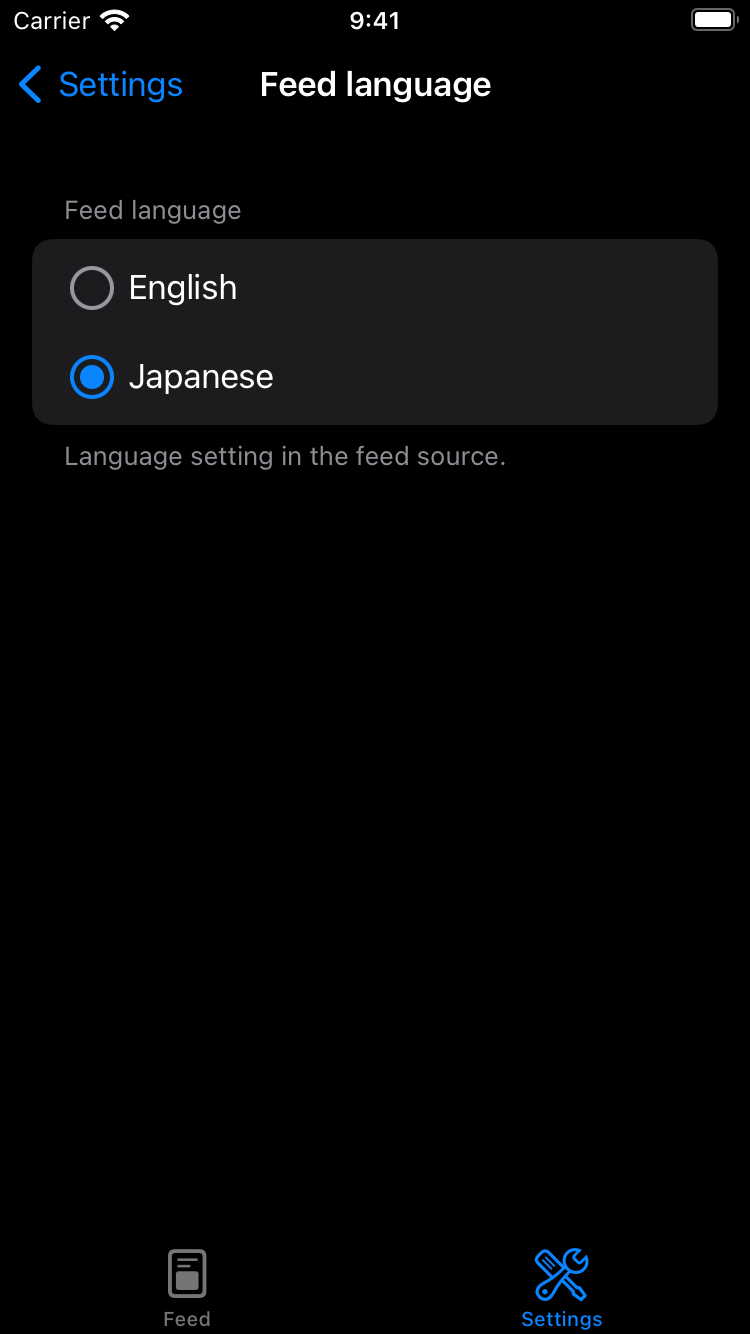 Carrier 9:41
Settings Feed language
Feed language
English
Japanese
Language setting in the feed source.
Feed Settings